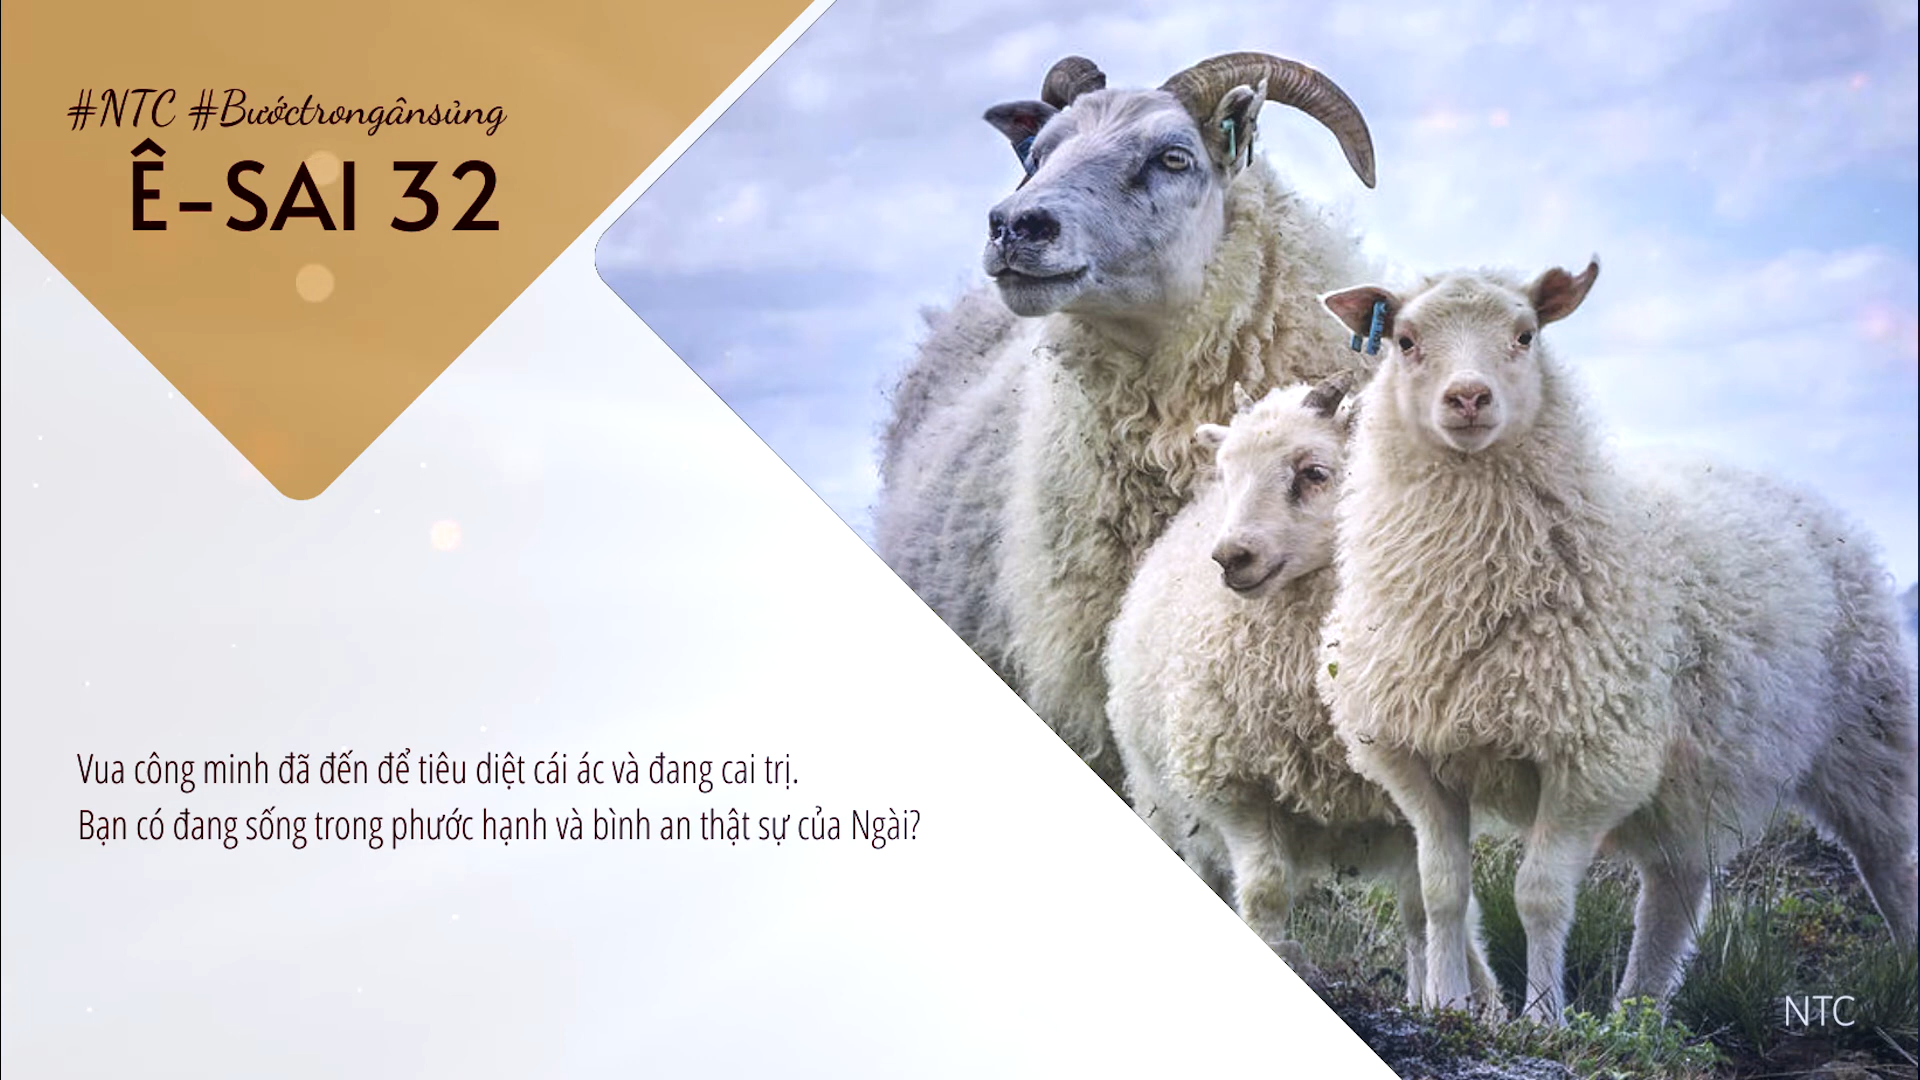 #NTC #Bướctrongânsủng
Ê-SAI 32
Vua công minh đã đến để tiêu diệt cái ác và đang cai trị.
Bạn có đang sống trong phước hạnh và bình an thật sự của Ngài?
NTC